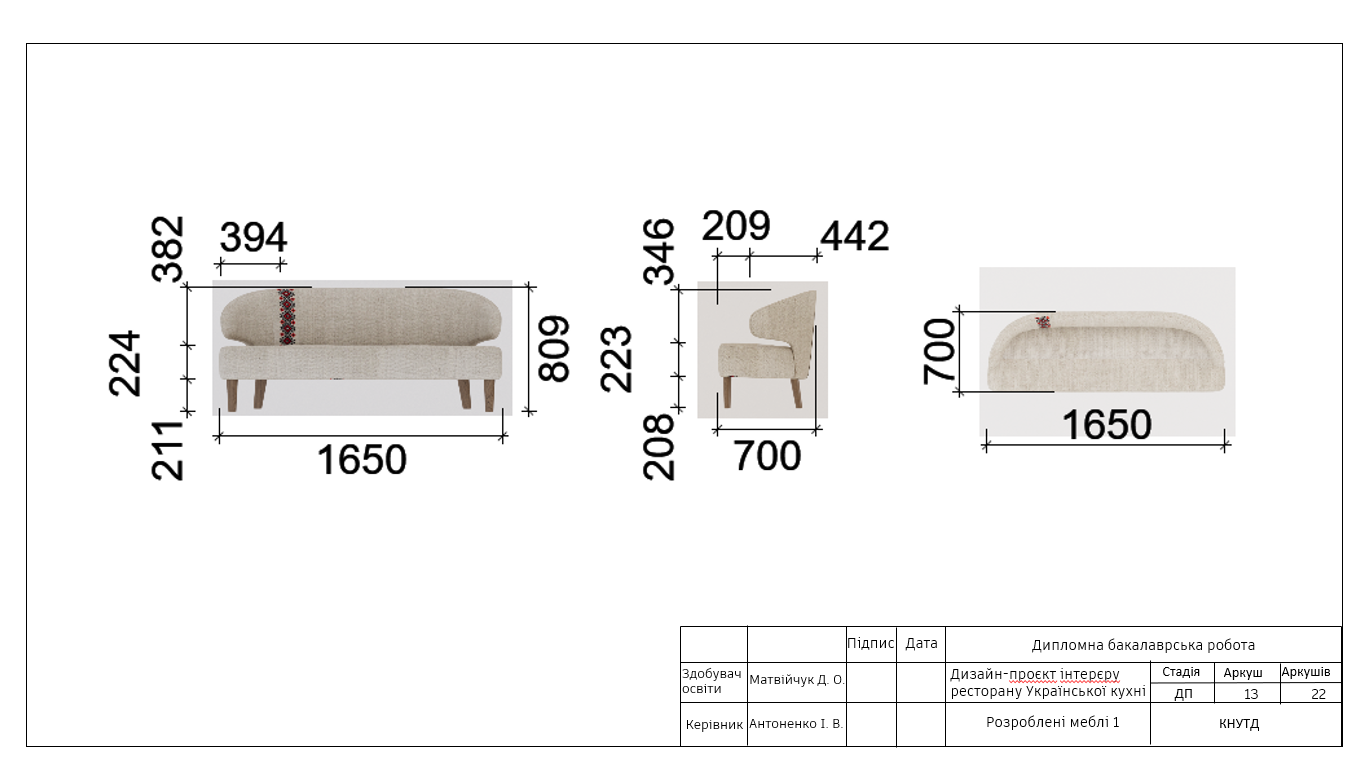 382
394
224
809
211
1650
346
209
442
223
208
700
700
1650
Підпис
Дата
Дипломна бакалаврська робота
Здобувач
освіти
Матвійчук Д. О.
Дизайн-проєкт інтерєру
ресторану Української кухні
Стадія
Аркуш
Аркушів
ДП
13
22
Керівник
Антоненко І. В.
Розроблені меблі 1
КНУТД